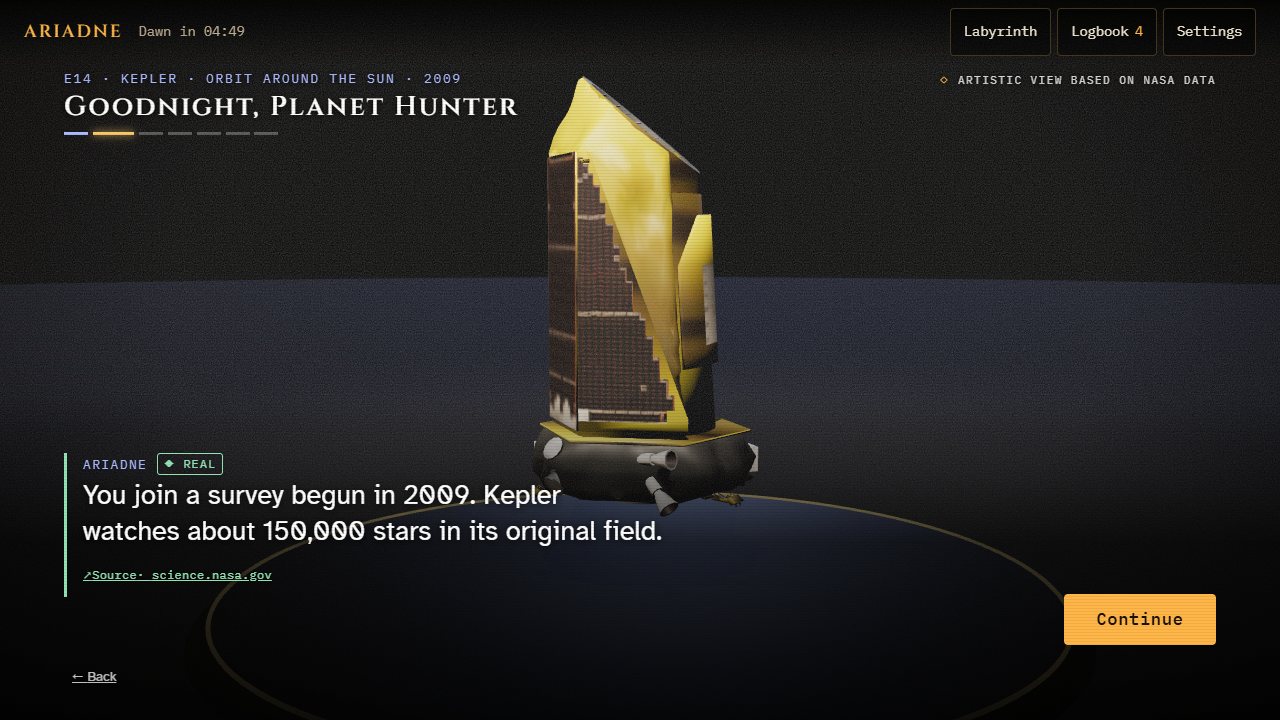 ARIADNE Dawn in 04:49 Labyrinth Logbook 4 Settings
E14 · KEPLER · ORBIT AROUND THE SUN · 2009
◇ ARTISTIC VIEW BASED ON NASA DATA
Goodnight, Planet Hunter
ARIADNE ◆ REAL
You join a survey begun in 2009. Kepler
watches about 150,000 stars in its original field.
↗Source· science.nasa.gov
Continue
← Back